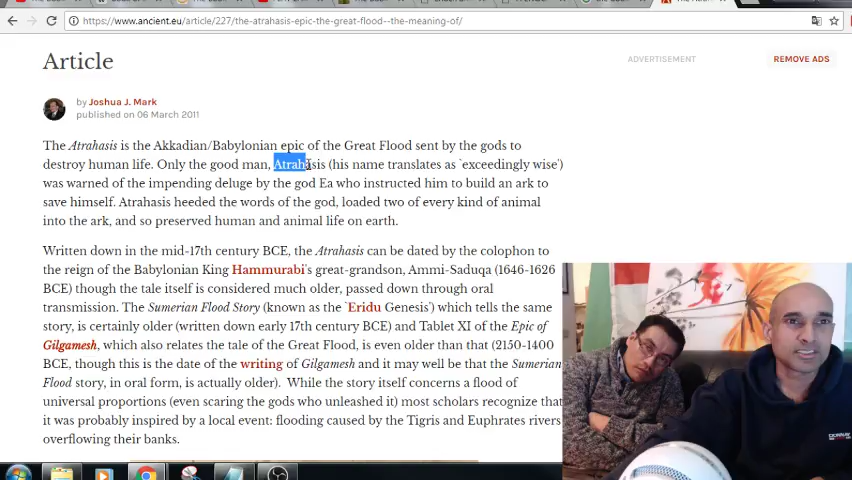 https://www.ancient.eu/article/227/the-atrahasis-epic-the-great-flood--the-meaning-of/
Article
ADVERTISEMENT
REMOVE ADS
by Joshua J. Mark
published on 06 March 2011
The Atrahasis is the Akkadian/Babylonian epic of the Great Flood sent by the gods to
destroy human life. Only the good man, Atrahasis (his name translates as `exceedingly wise')
was warned of the impending deluge by the god Ea who instructed him to build an ark to
save himself. Atrahasis heeded the words of the god, loaded two of every kind of animal
into the ark, and so preserved human and animal life on earth.
Written down in the mid-17th century BCE, the Atrahasis can be dated by the colophon to
the reign of the Babylonian King Hammurabi's great-grandson, Ammi-Saduqa (1646-1626
BCE) though the tale itself is considered much older, passed down through oral
transmission. The Sumerian Flood Story (known as the `Eridu Genesis') which tells the same
story, is certainly older (written down early 17th century BCE) and Tablet XI of the Epic of
Gilgamesh, which also relates the tale of the Great Flood, is even older than that (2150-1400
BCE, though this is the date of the writing of Gilgamesh and it may well be that the Sumerian
Flood story, in oral form, is actually older). While the story itself concerns a flood of
universal proportions (even scaring the gods who unleashed it) most scholars recognize that
it was probably inspired by a local event: flooding caused by the Tigris and Euphrates rivers
overflowing their banks.